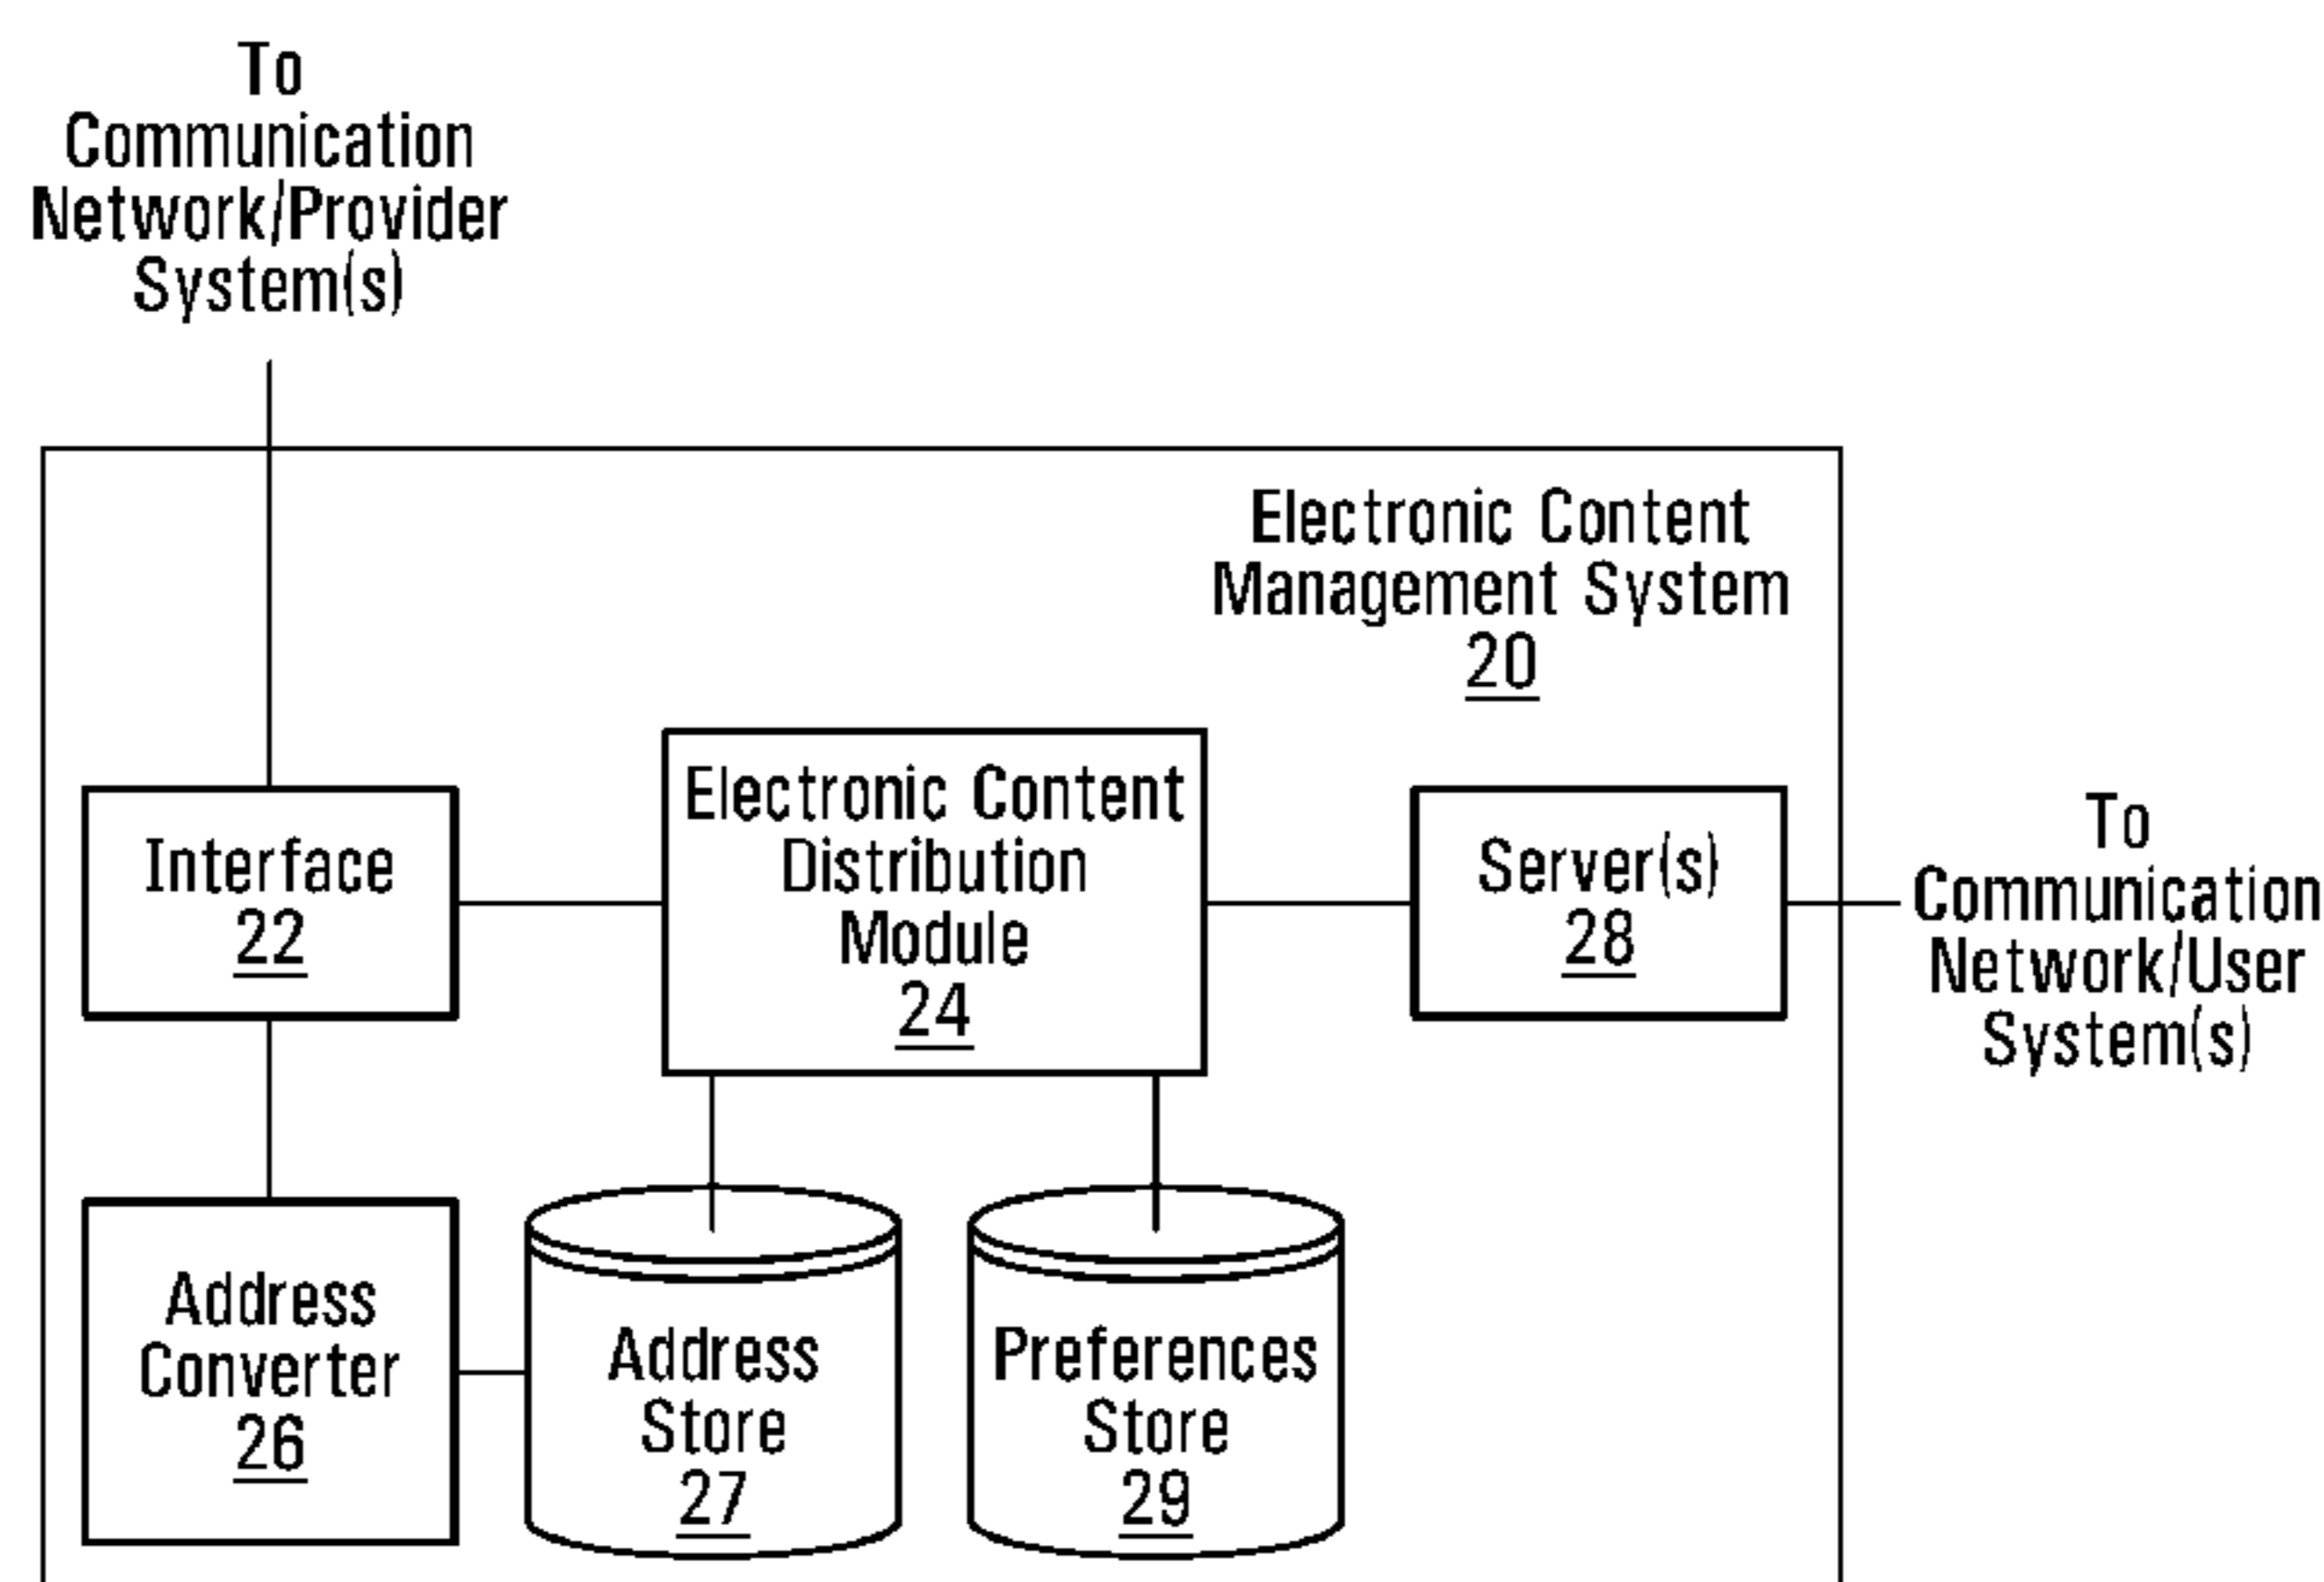 To
Communication
Network/Provider
System(s)
Electronic Content
Management System
20
Interface
22
Electronic Content
Distribution
Module
24
Server(s)
28
To
Communication
Network/User
System(s)
Address
Converter
26
Address
Store
27
Preferences
Store
29